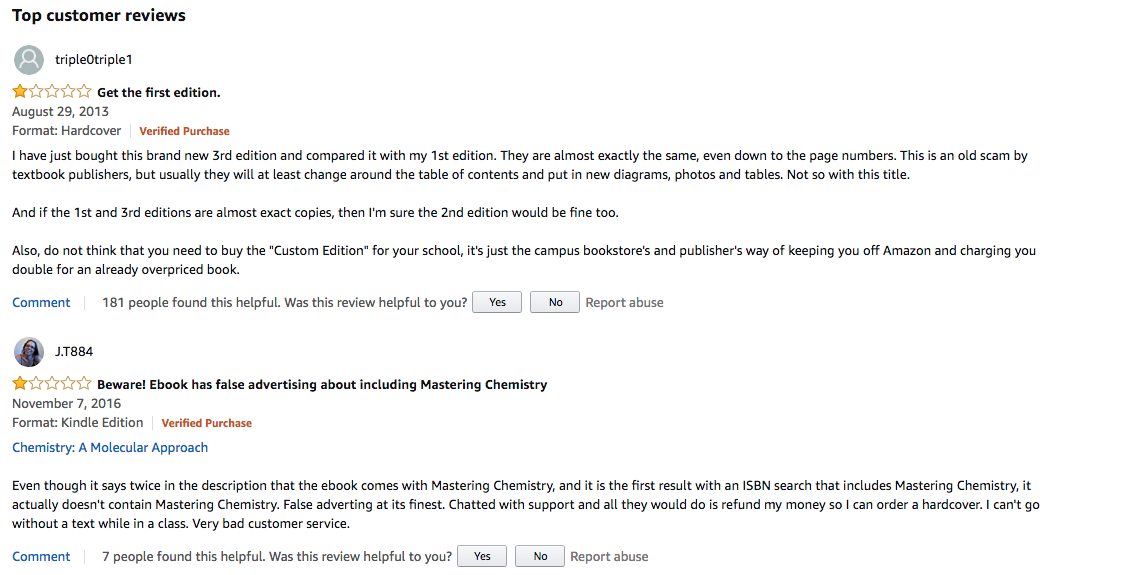 Top customer reviews
triple0triple1
Get the first edition.
August 29, 2013
Format: Hardcover Verified Purchase
I have just bought this brand new 3rd edition and compared it with my 1st edition. They are almost exactly the same, even down to the page numbers. This is an old scam by
textbook publishers, but usually they will at least change around the table of contents and put in new diagrams, photos and tables. Not so with this title.
And if the 1st and 3rd editions are almost exact copies, then I'm sure the 2nd edition would be fine too.
Also, do not think that you need to buy the "Custom Edition" for your school, it's just the campus bookstore's and publisher's way of keeping you off Amazon and charging you
double for an already overpriced book.
Comment 181 people found this helpful. Was this review helpful to you? Yes No Report abuse
J.T884
Beware! Ebook has false advertising about including Mastering Chemistry
November 7, 2016
Format: Kindle Edition Verified Purchase
Chemistry: A Molecular Approach
Even though it says twice in the description that the ebook comes with Mastering Chemistry, and it is the first result with an ISBN search that includes Mastering Chemistry, it
actually doesn't contain Mastering Chemistry. False adverting at its finest. Chatted with support and all they would do is refund my money so I can order a hardcover. I can't go
without a text while in a class. Very bad customer service.
Comment 7 people found this helpful. Was this review helpful to you? Yes No Report abuse